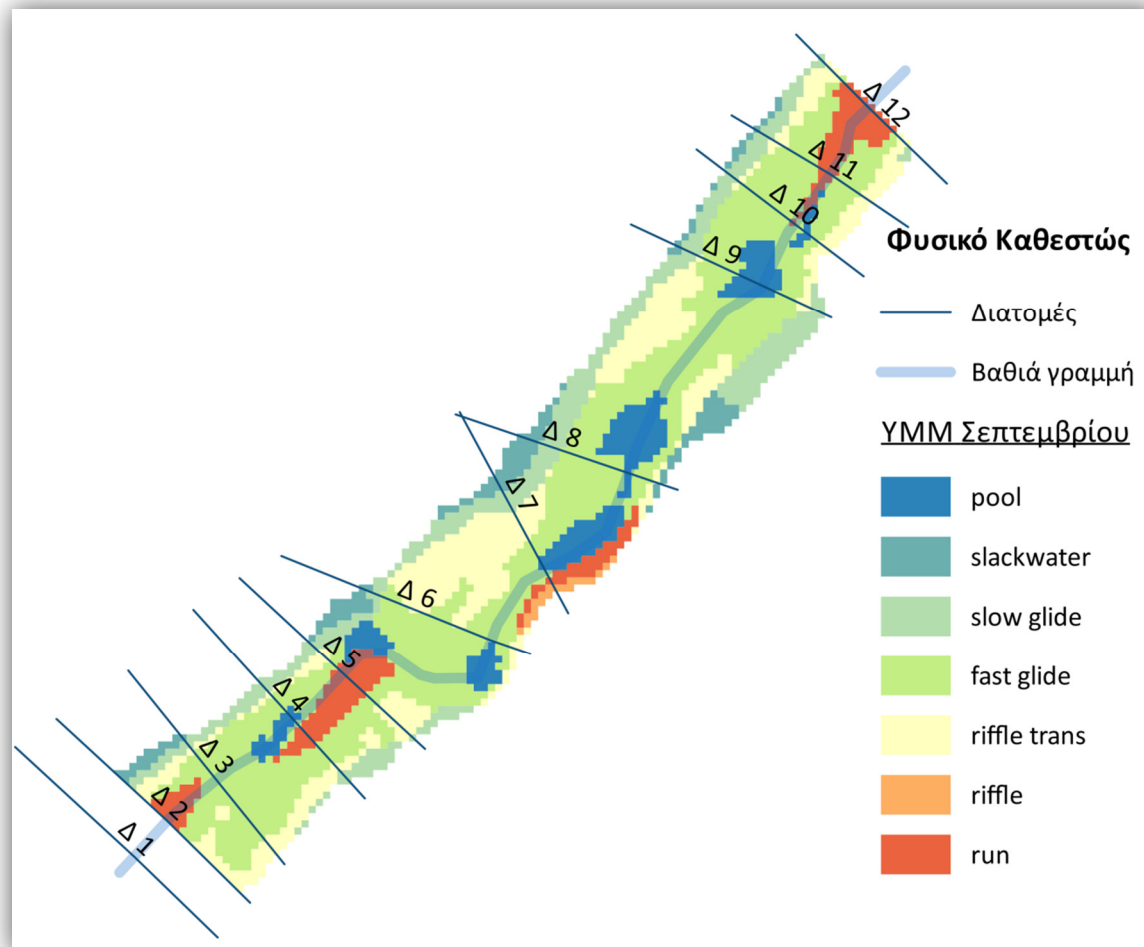 Δ 12
Δ 11
Δ 10
Δ 9
Δ 8
Δ 7
Δ 6
Δ 5
Δ 4
Δ 3
Δ 2
Δ 1
Φυσικό Καθεστώς
Διατομές
Βαθιά γραμμή
ΥΜΜ Σεπτεμβρίου
pool
slackwater
slow glide
fast glide
riffle trans
riffle
run